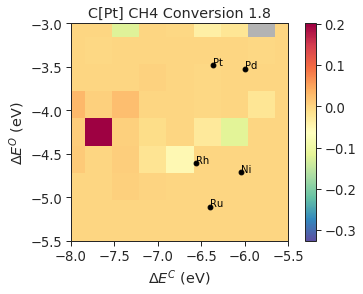 C[Pt] CH4 Conversion 1.8
−3.0
−3.5
−4.0
−4.5
−5.0
−5.5
ΔE^O (eV)
Pt
Pd
Rh
Ni
Ru
−8.0 −7.5 −7.0 −6.5 −6.0 −5.5
ΔE^C (eV)
0.2
0.1
0.0
−0.1
−0.2
−0.3